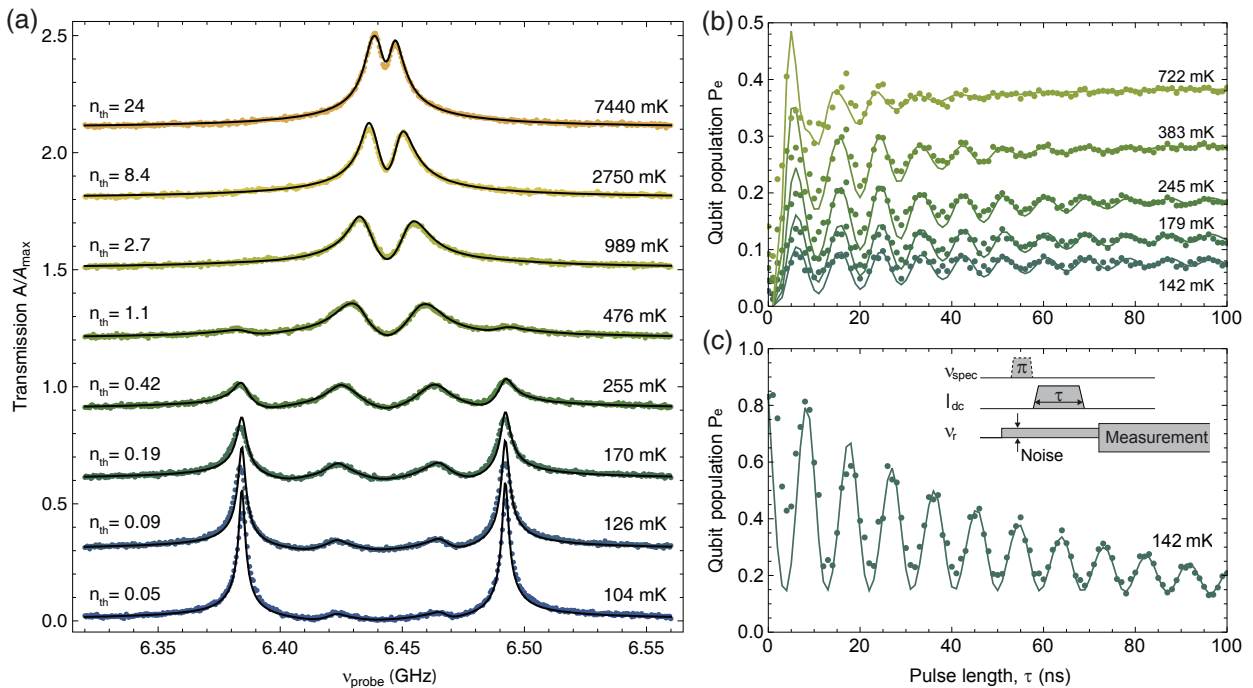 (a)
2.5
2.0
1.5
1.0
0.5
0.0
Transmission A/A_max
n_th = 24
7440 mK
n_th = 8.4
2750 mK
n_th = 2.7
989 mK
n_th = 1.1
476 mK
n_th = 0.42
255 mK
n_th = 0.19
170 mK
n_th = 0.09
126 mK
n_th = 0.05
104 mK
6.35 6.40 6.45 6.50 6.55
ν_probe (GHz)
(b)
0.5
0.4
0.3
0.2
0.1
0.0
Qubit population P_e
722 mK
383 mK
245 mK
179 mK
142 mK
0 20 40 60 80 100
(c)
1.0
0.8
0.6
0.4
0.2
0.0
Qubit population P_e
ν_spec
π
I_dc
τ
ν_r
Measurement
Noise
142 mK
0 20 40 60 80 100
Pulse length, τ (ns)